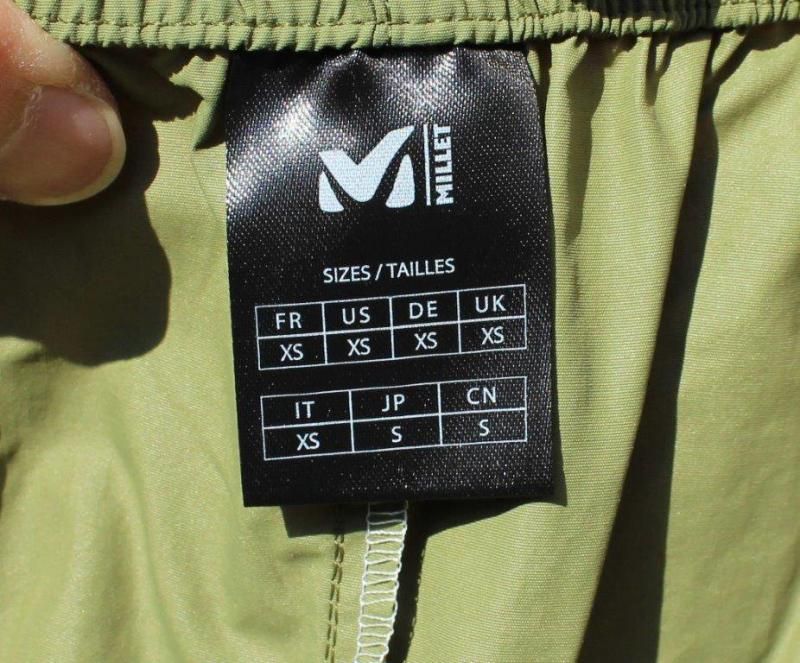 MILLET
SIZES / TAILLES
FR US DE UK
XS XS XS XS
IT JP CN
XS S S